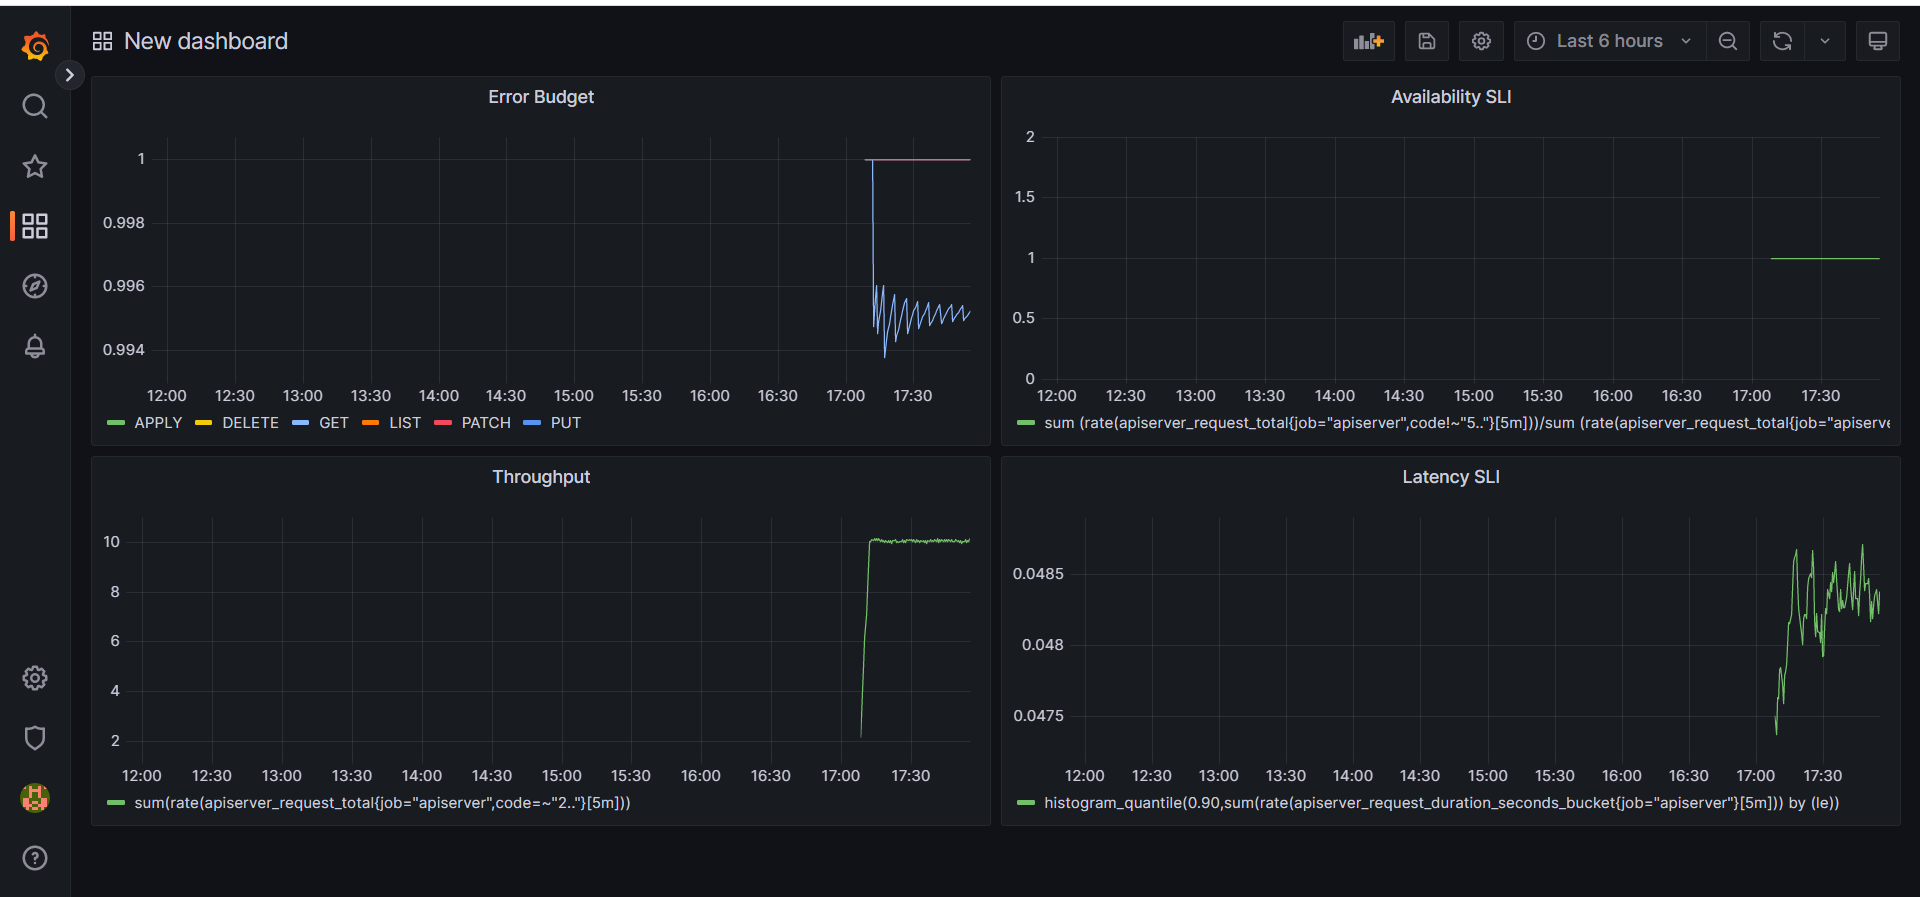 New dashboard
Last 6 hours
Error Budget
1
0.998
0.996
0.994
12:00 12:30 13:00 13:30 14:00 14:30 15:00 15:30 16:00 16:30 17:00 17:30
APPLY DELETE GET LIST PATCH PUT
Availability SLI
2
1.5
1
0.5
0
12:00 12:30 13:00 13:30 14:00 14:30 15:00 15:30 16:00 16:30 17:00 17:30
sum (rate(apiserver_request_total{job="apiserver",code!~"5.."}[5m]))/sum (rate(apiserver_request_total{job="apiserve
Throughput
10
8
6
4
2
12:00 12:30 13:00 13:30 14:00 14:30 15:00 15:30 16:00 16:30 17:00 17:30
sum(rate(apiserver_request_total{job="apiserver",code=~"2.."}[5m]))
Latency SLI
0.0485
0.048
0.0475
12:00 12:30 13:00 13:30 14:00 14:30 15:00 15:30 16:00 16:30 17:00 17:30
histogram_quantile(0.90,sum(rate(apiserver_request_duration_seconds_bucket{job="apiserver"}[5m])) by (le))